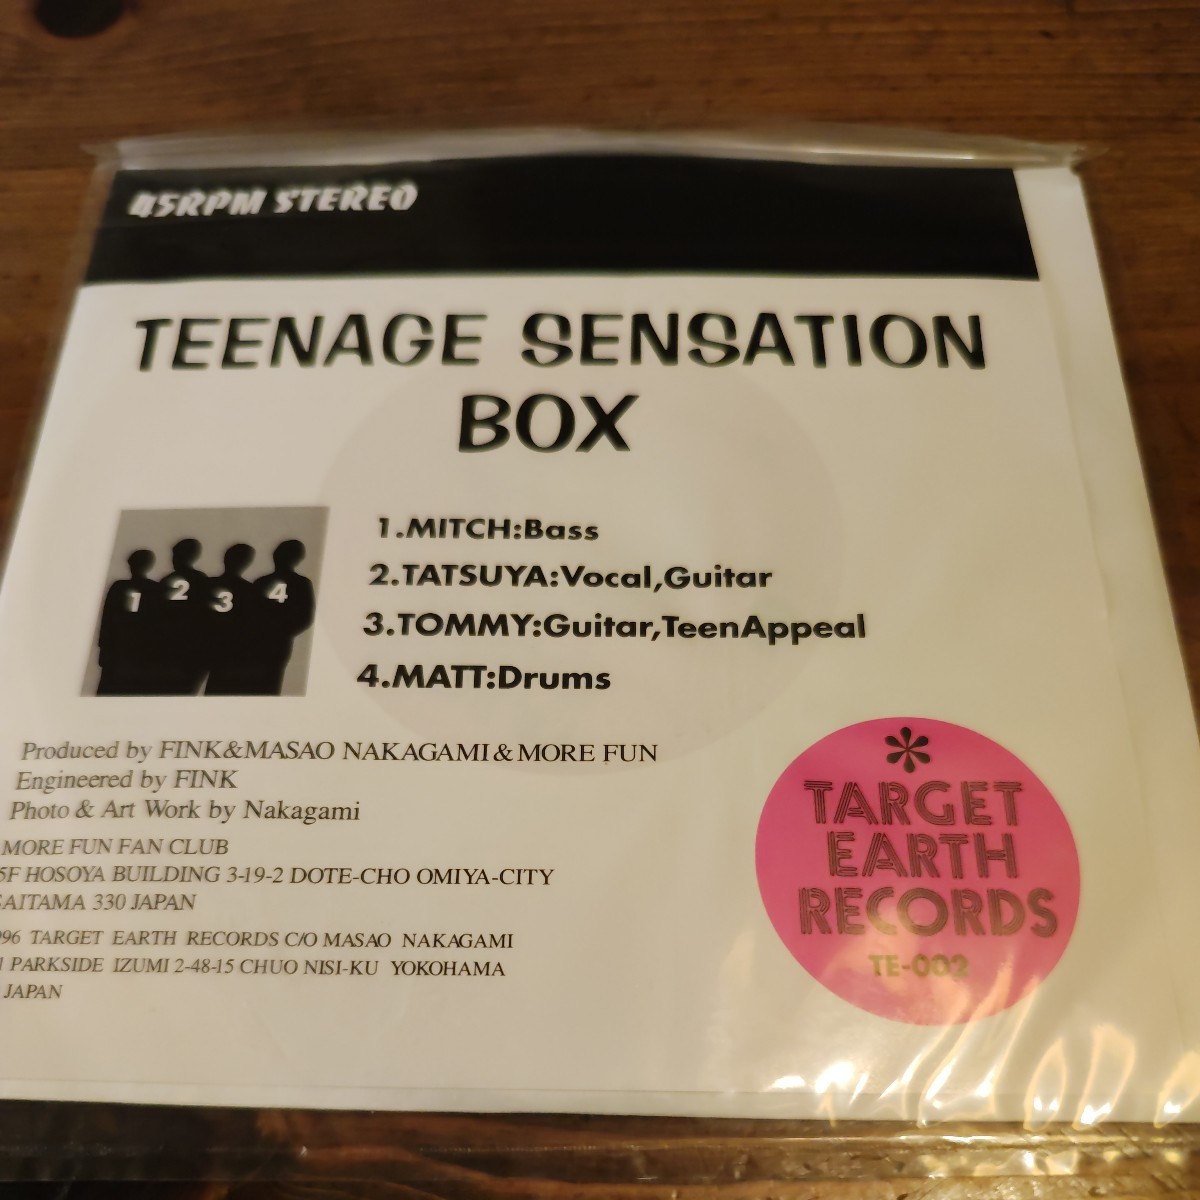 45RPM STEREO
TEENAGE SENSATION
BOX
1 2 3 4
1.MITCH:Bass
2.TATSUYA:Vocal,Guitar
3.TOMMY:Guitar,TeenAppeal
4.MATT:Drums
Produced by FINK&MASAO NAKAGAMI & MORE FUN
Engineered by FINK
Photo & Art Work by Nakagami
MORE FUN FAN CLUB
5F HOSOYA BUILDING 3-19-2 DOTE-CHO OMIYA-CITY
SAITAMA 330 JAPAN
96 TARGET EARTH RECORDS C/O MASAO NAKAGAMI
PARKSIDE IZUMI 2-48-15 CHUO NISI-KU YOKOHAMA
JAPAN
TARGET
EARTH
RECORDS
TE-002